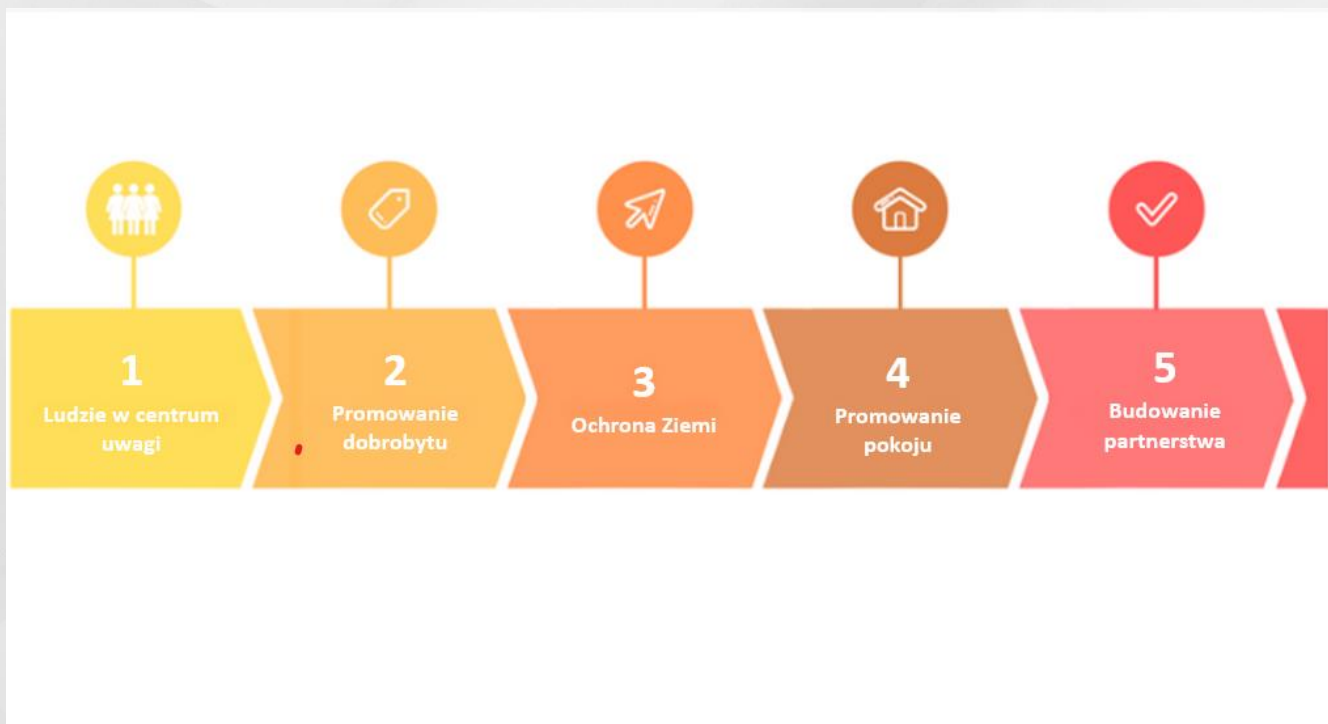 1
Ludzie w centrum
uwagi
2
Promowanie
dobrobytu
3
Ochrona Ziemi
4
Promowanie
pokoju
5
Budowanie
partnerstwa